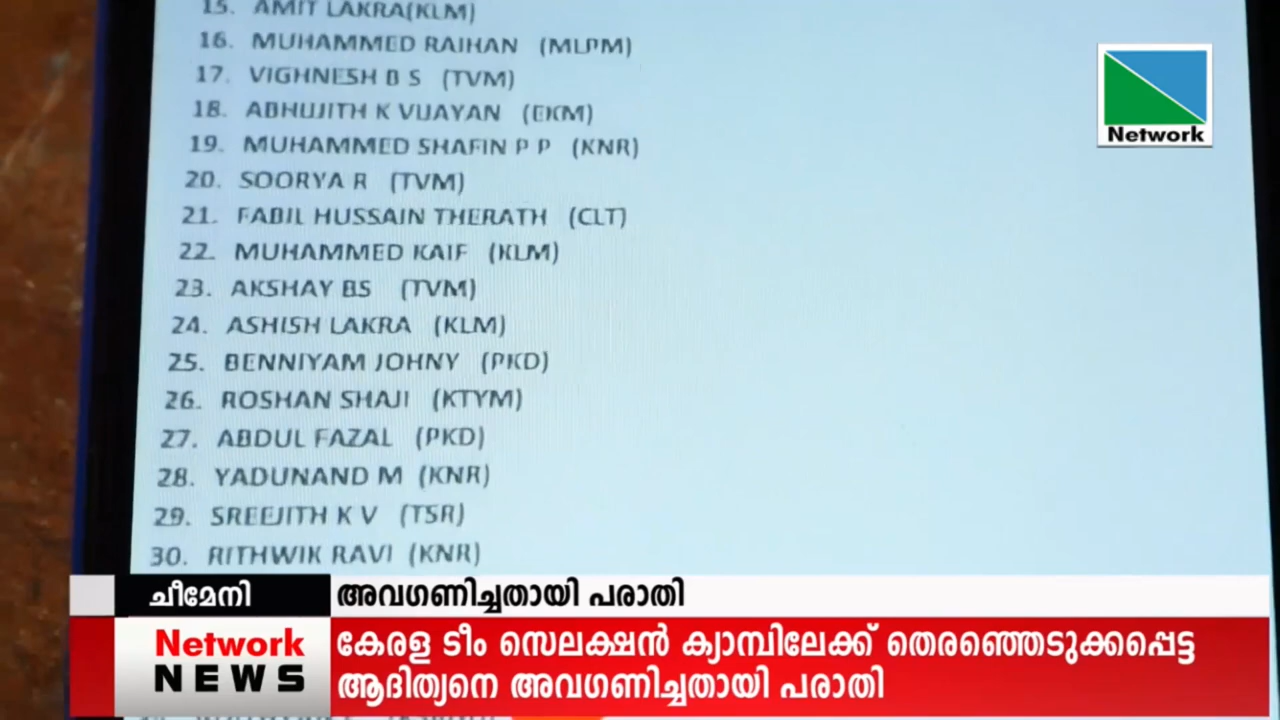 15. AMIT LAKRA(KLM)
16. MUHAMMED RAIHAN (MLPM)
17. VIGHNESH B S (TVM)
18. ABHIJITH K VIJAYAN (EKM)
19. MUHAMMED SHAFIN P P (KNR)
20. SOORYA R (TVM)
21. FABIL HUSSAIN THERATH (CLT)
22. MUHAMMED KAIF (KLM)
23. AKSHAY BS (TVM)
24. ASHISH LAKRA (KLM)
25. BENNIYAM JOHNY (PKD)
26. ROSHAN SHAJI (KTYM)
27. ABDUL FAZAL (PKD)
28. YADUNAND M (KNR)
29. SREEJITH K V (TSR)
30. RITHWIK RAVI (KNR)
Network
ചീമേനി
അവഗണിച്ചതായി പരാതി
Network NEWS
കേരള ടീം സെലക്ഷൻ ക്യാമ്പിലേക്ക് തെരഞ്ഞെടുക്കപ്പെട്ട
ആദിത്യനെ അവഗണിച്ചതായി പരാതി